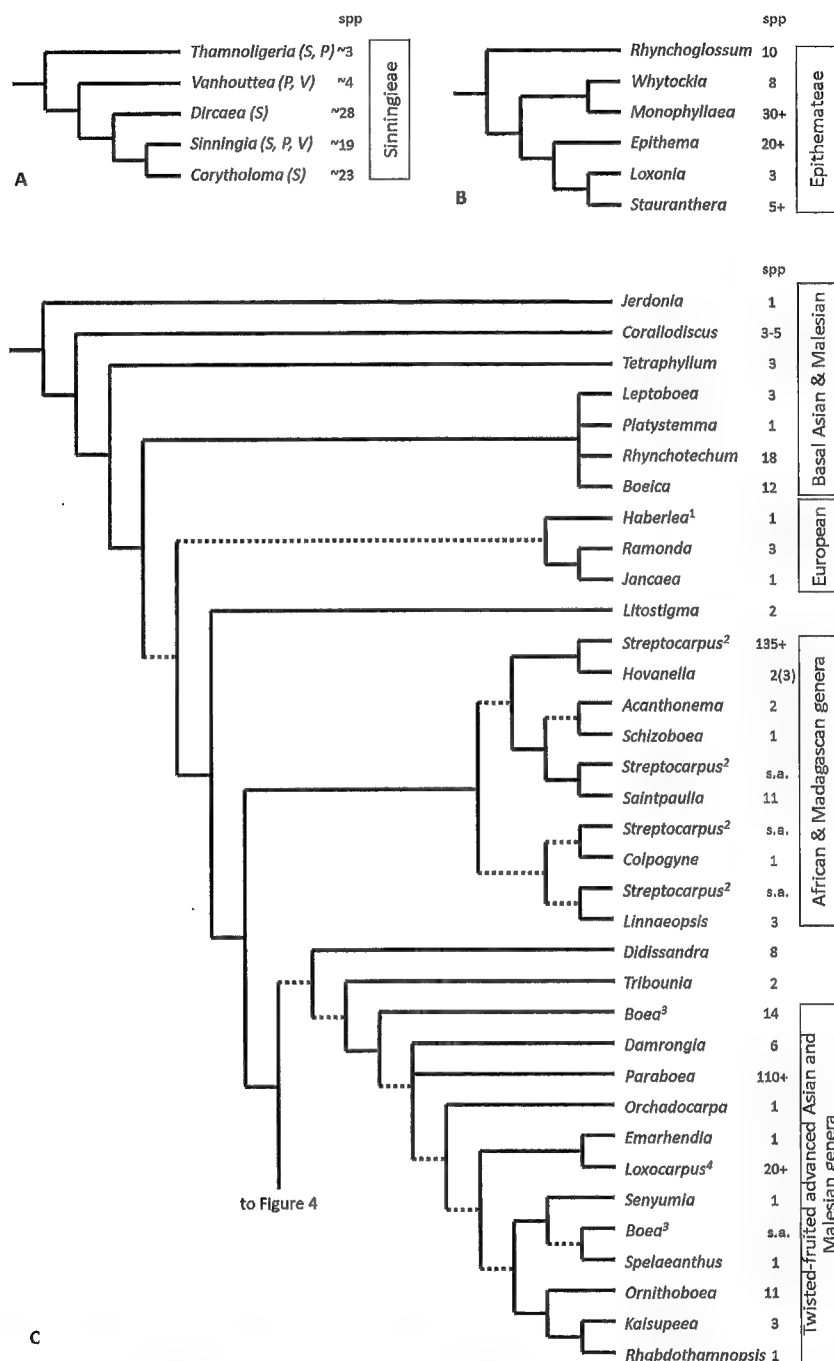 spp
Thamnoligeria (S, P) ~3
Vanhouttea (P, V) ~4
Dircaea (S) ~28
Sinningia (S, P, V) ~19
Corytholoma (S) ~23
Sinningieae
A
spp
Rhynchoglossum 10
Whytockia 8
Monophyllaea 30+
Epithema 20+
Loxonia 3
Stauranthera 5+
Epithemateae
B
spp
Jerdonia 1
Corallodiscus 3-5
Tetraphyllum 3
Leptoboea 3
Platystemma 1
Rhynchotechum 18
Boeica 12
Basal Asian & Malesian
Haberlea¹ 1
Ramonda 3
Jancaea 1
European
Litostigma 2
Streptocarpus² 135+
Hovanella 2(3)
Acanthonema 2
Schizoboea 1
Streptocarpus² s.a.
Saintpaulia 11
Streptocarpus² s.a.
Colpogyne 1
Streptocarpus² s.a.
Linnaeopsis 3
African & Madagascan genera
Didissandra 8
Tribounia 2
Boea³ 14
Damrongia 6
Paraboea 110+
Orchadocarpa 1
Emarhendia 1
Loxocarpus⁴ 20+
Senyumia 1
Boea³ s.a.
Spelaeanthus 1
Ornithoboea 11
Kaisupeea 3
Rhabdothamnopsis 1
Twisted-fruited advanced Asian and
Malesian genera
to Figure 4
C